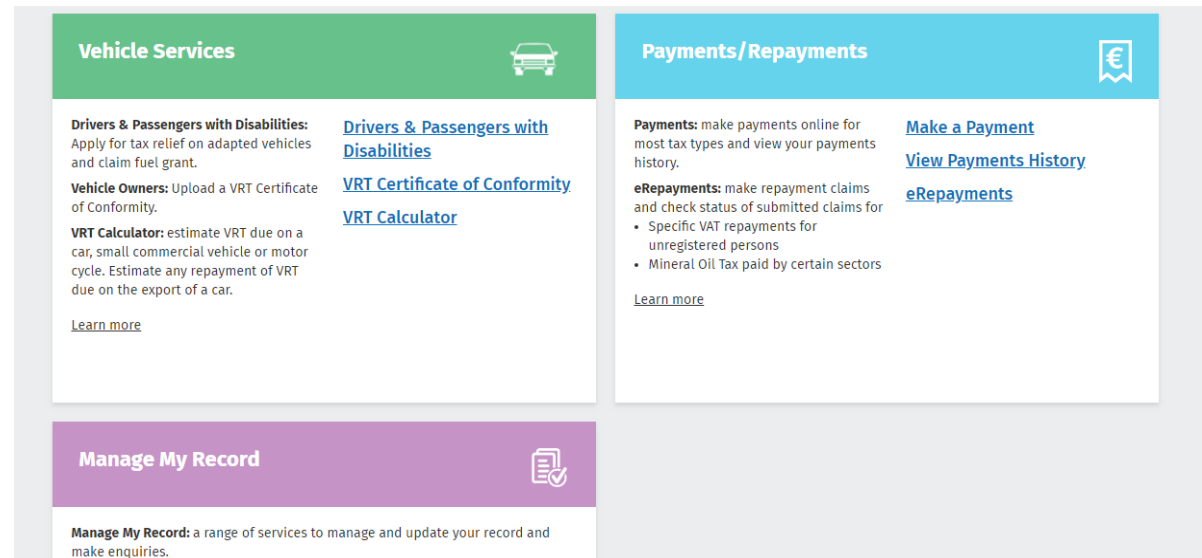 Vehicle Services
Drivers & Passengers with Disabilities:
Apply for tax relief on adapted vehicles
and claim fuel grant.
Vehicle Owners: Upload a VRT Certificate
of Conformity.
VRT Calculator: estimate VRT due on a
car, small commercial vehicle or motor
cycle. Estimate any repayment of VRT
due on the export of a car.
Learn more
Drivers & Passengers with
Disabilities
VRT Certificate of Conformity
VRT Calculator
Payments/Repayments
€
Payments: make payments online for
most tax types and view your payments
history.
eRepayments: make repayment claims
and check status of submitted claims for
• Specific VAT repayments for
unregistered persons
• Mineral Oil Tax paid by certain sectors
Learn more
Make a Payment
View Payments History
eRepayments
Manage My Record
Manage My Record: a range of services to manage and update your record and
make enquiries.